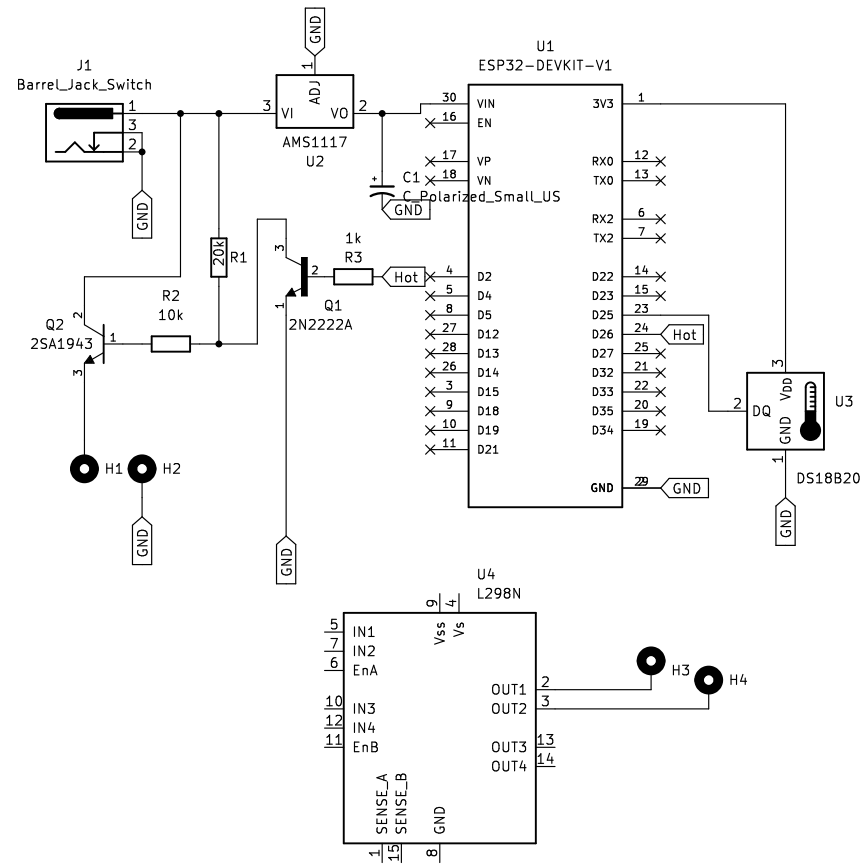 J1
Barrel_Jack_Switch
1
3
2
GND
GND
1
ADJ
3 VI
VO 2
AMS1117
U2
C1
C_Polarized_Small_US
+
GND
20k
R1
R2
10k
Q2
2SA1943
2
1
3
3
2
1
Q1
2N2222A
1k
R3
Hot
H1
H2
GND
GND
U1
ESP32-DEVKIT-V1
30 VIN
16 EN
17 VP
18 VN
4 D2
5 D4
8 D5
27 D12
28 D13
26 D14
3 D15
9 D18
10 D19
11 D21
3V3 1
RX0 12
TX0 13
RX2 6
TX2 7
D22 14
D23 15
D25 23
D26 24
Hot
D27 25
D32 21
D33 22
D35 20
D34 19
GND
GND
3
VDD
2 DQ
GND
1
U3
DS18B20
GND
U4
L298N
9
4
Vss
Vs
5 IN1
7 IN2
6 EnA
10 IN3
12 IN4
11 EnB
OUT1 2
OUT2 3
OUT3 13
OUT4 14
SENSE_A
SENSE_B
GND
1
15
8
H3
H4